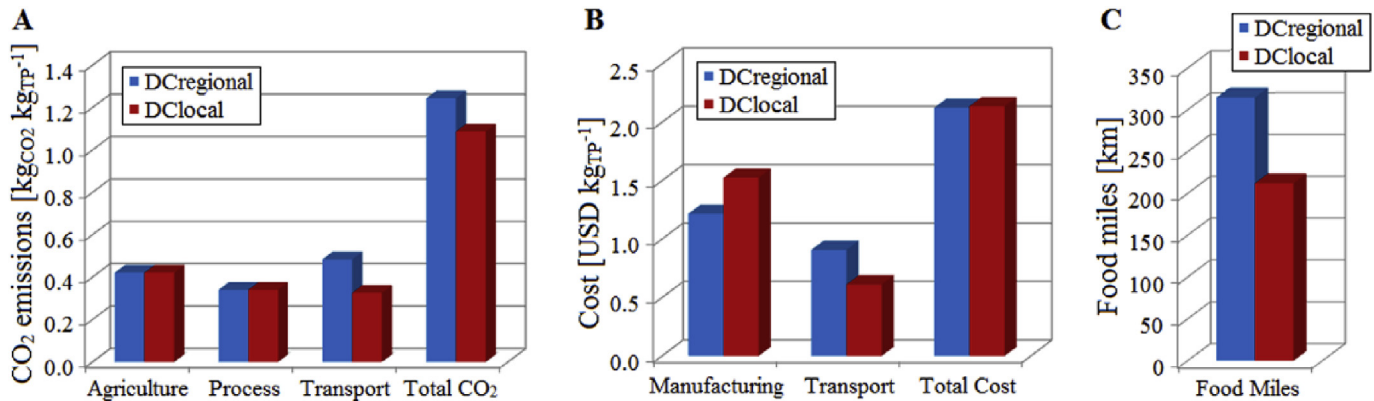 A
CO₂ emissions [kgCO2 kgTP⁻¹]
1.4
1.2
1.0
0.8
0.6
0.4
0.2
0.0
DCregional
DClocal
Agriculture Process Transport Total CO₂
B
Cost [USD kgTP⁻¹]
2.5
2.0
1.5
1.0
0.5
0.0
DCregional
DClocal
Manufacturing Transport Total Cost
C
Food miles [km]
350
300
250
200
150
100
50
0
DCregional
DClocal
Food Miles